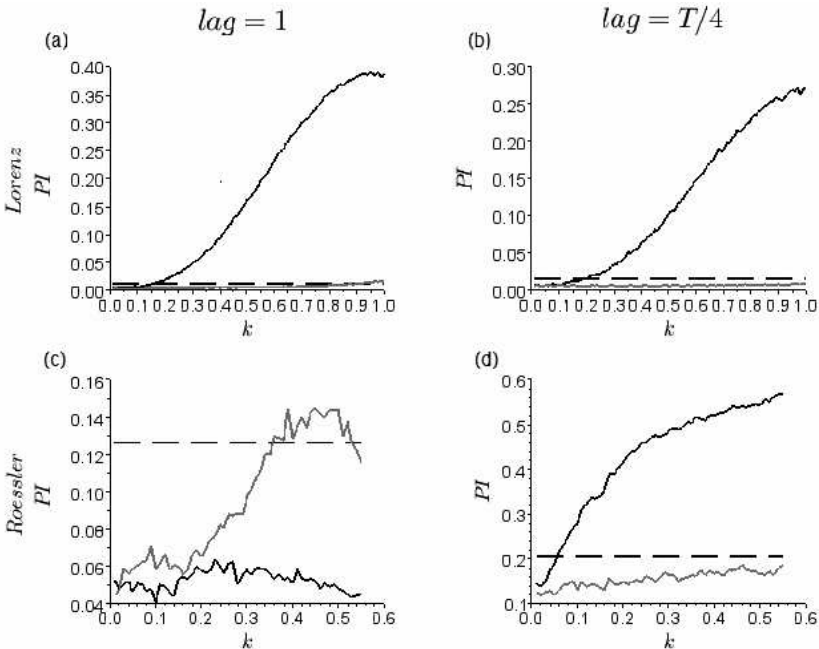 lag = 1
lag = T/4
(a)
0.40
0.35
0.30
0.25
0.20
0.15
0.10
0.05
0.00
Lorenz
PI
0.0 0.1 0.2 0.3 0.4 0.5 0.6 0.7 0.8 0.9 1.0
k
(b)
0.30
0.25
0.20
0.15
0.10
0.05
0.00
PI
0.0 0.1 0.2 0.3 0.4 0.5 0.6 0.7 0.8 0.9 1.0
k
(c)
0.16
0.14
0.12
0.10
0.08
0.06
0.04
Roessler
PI
0.0 0.1 0.2 0.3 0.4 0.5 0.6
k
(d)
0.6
0.5
0.4
0.3
0.2
0.1
PI
0.0 0.1 0.2 0.3 0.4 0.5 0.6
k